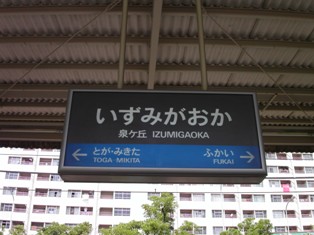 いずみがおか
泉ケ丘 IZUMIGAOKA
← とが・みきた ふかい →
TOGA-MIKITA FUKAI